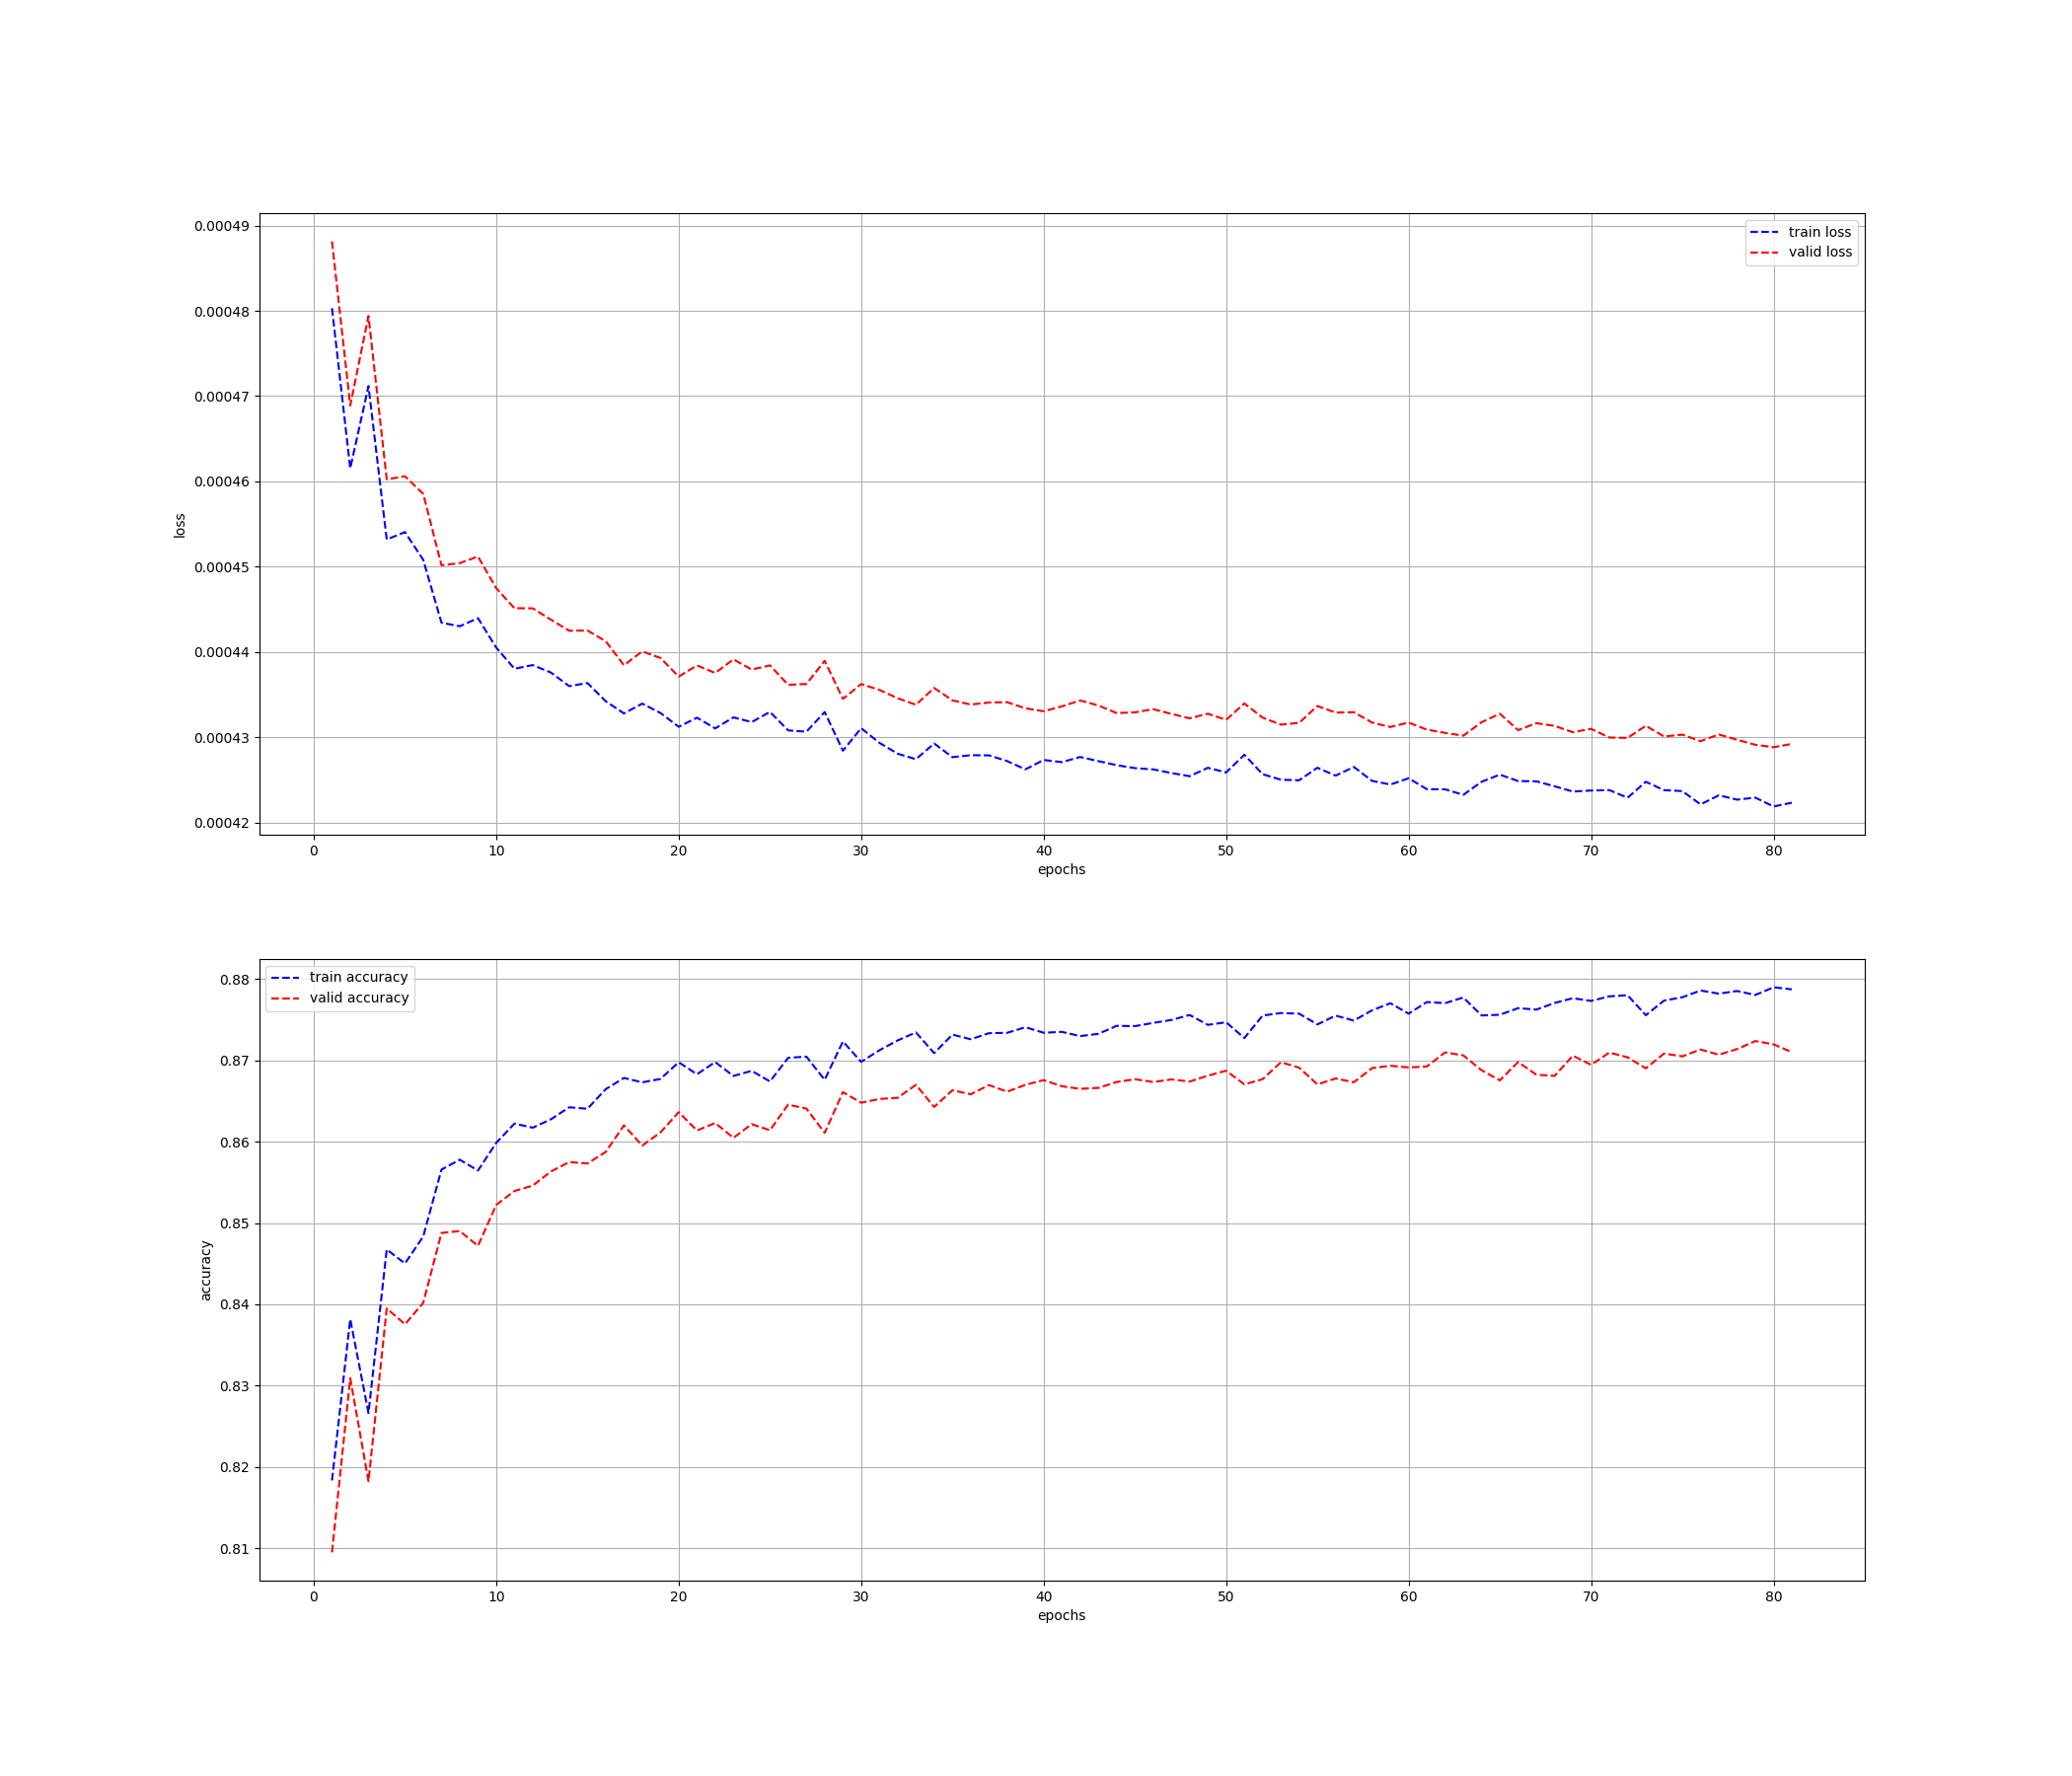 0.00049
train loss
valid loss
0.00048
0.00047
0.00046
loss
0.00045
0.00044
0.00043
0.00042
0 10 20 30 40 50 60 70 80
epochs
train accuracy
valid accuracy
0.88
0.87
0.86
0.85
accuracy
0.84
0.83
0.82
0.81
0 10 20 30 40 50 60 70 80
epochs